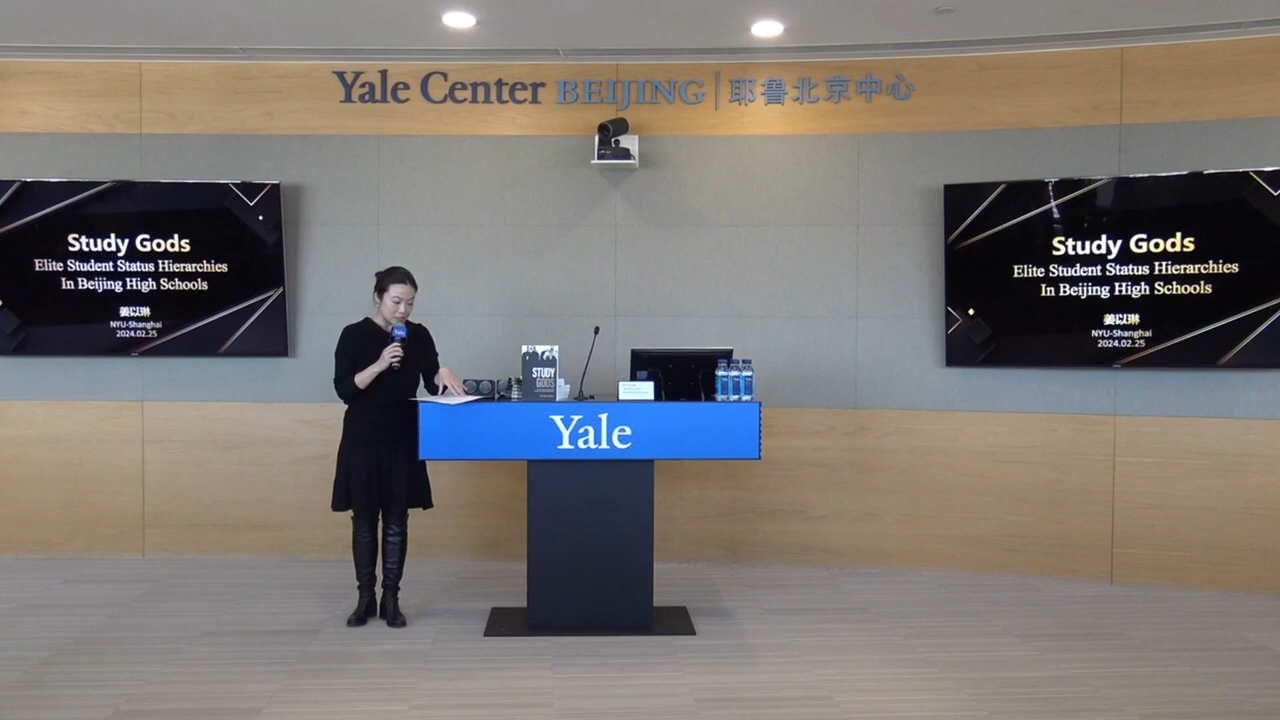 Yale Center BEIJING | 耶鲁北京中心
Study Gods
Elite Student Status Hierarchies
In Beijing High Schools
姜以琳
NYU-Shanghai
2024.02.25
Study Gods
Elite Student Status Hierarchies
In Beijing High Schools
姜以琳
NYU-Shanghai
2024.02.25
Yale
STUDY
GODS
Yale